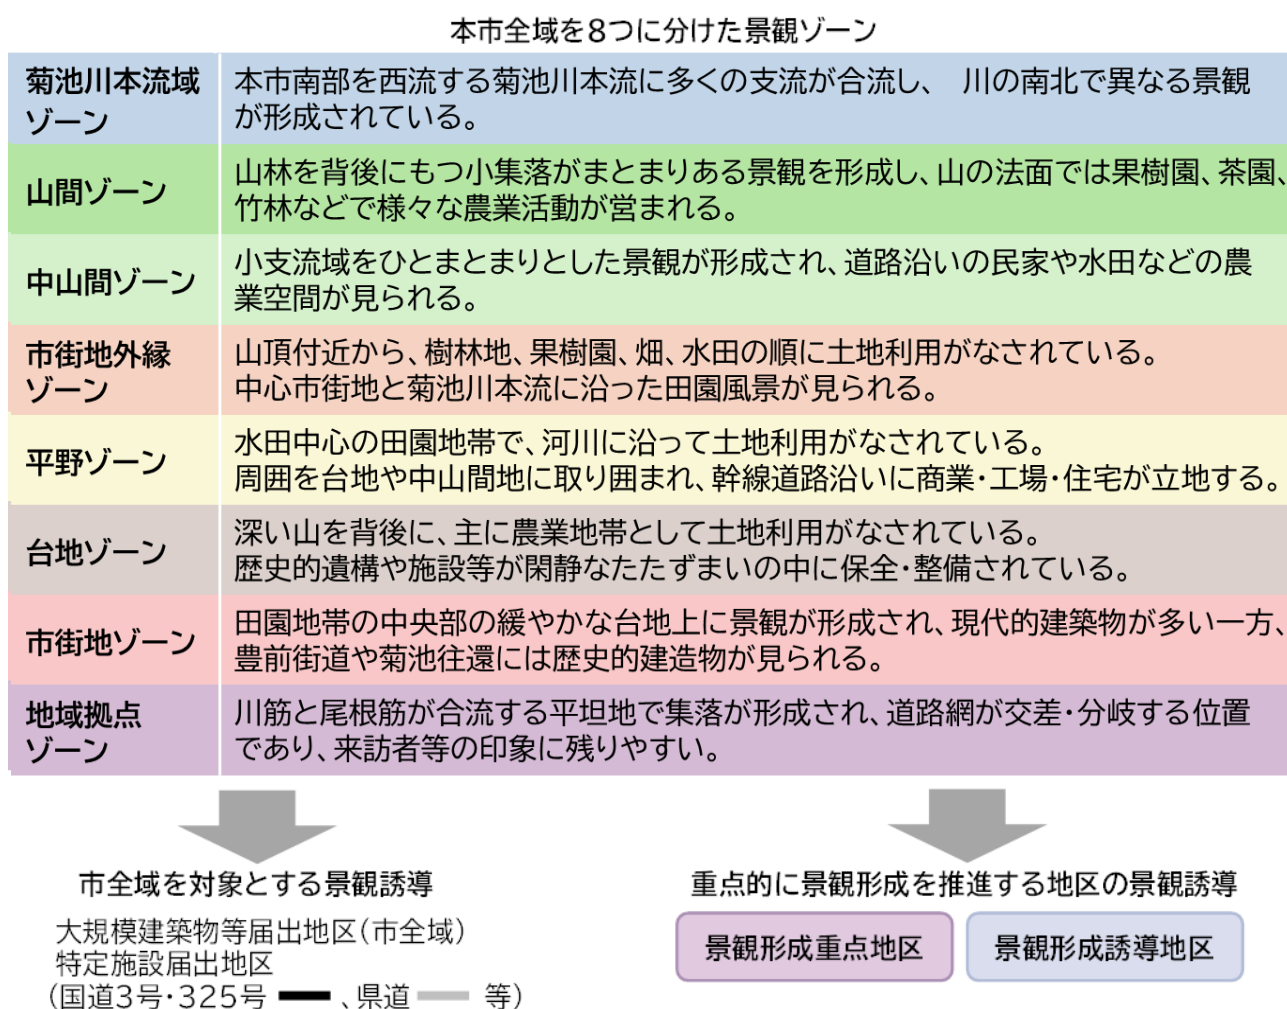 本市全域を8つに分けた景観ゾーン
菊池川本流域
ゾーン
本市南部を西流する菊池川本流に多くの支流が合流し、 川の南北で異なる景観
が形成されている。
山間ゾーン
山林を背後にもつ小集落がまとまりある景観を形成し、山の法面では果樹園、茶園、
竹林などで様々な農業活動が営まれる。
中山間ゾーン
小支流域をひとまとまりとした景観が形成され、道路沿いの民家や水田などの農
業空間が見られる。
市街地外縁
ゾーン
山頂付近から、樹林地、果樹園、畑、水田の順に土地利用がなされている。
中心市街地と菊池川本流に沿った田園風景が見られる。
平野ゾーン
水田中心の田園地帯で、河川に沿って土地利用がなされている。
周囲を台地や中山間地に取り囲まれ、幹線道路沿いに商業・工場・住宅が立地する。
台地ゾーン
深い山を背後に、主に農業地帯として土地利用がなされている。
歴史的遺構や施設等が閑静なたたずまいの中に保全・整備されている。
市街地ゾーン
田園地帯の中央部の緩やかな台地上に景観が形成され、現代的建築物が多い一方、
豊前街道や菊池往還には歴史的建造物が見られる。
地域拠点
ゾーン
川筋と尾根筋が合流する平坦地で集落が形成され、道路網が交差・分岐する位置
であり、来訪者等の印象に残りやすい。
市全域を対象とする景観誘導
大規模建築物等届出地区(市全域)
特定施設届出地区
(国道3号・325号 、県道 等)
重点的に景観形成を推進する地区の景観誘導
景観形成重点地区
景観形成誘導地区